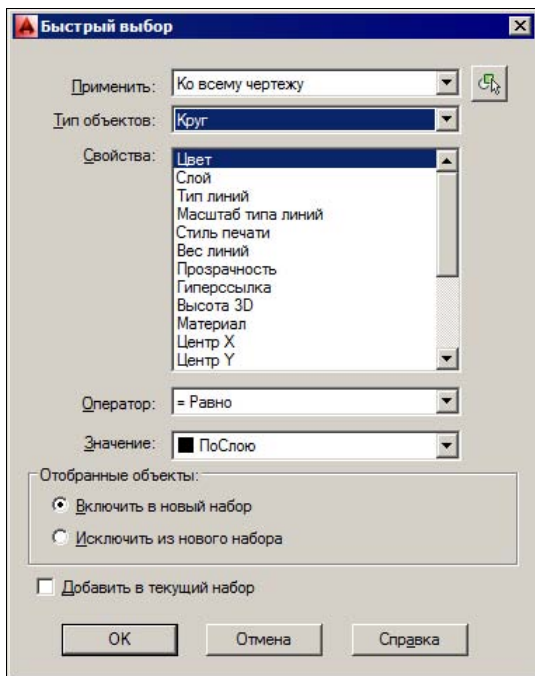 Быстрый выбор
Применить: Ко всему чертежу
Тип объектов: Круг
Свойства: Цвет
Слой
Тип линий
Масштаб типа линий
Стиль печати
Вес линий
Прозрачность
Гиперссылка
Высота 3D
Материал
Центр X
Центр Y
Оператор: = Равно
Значение: ПоСлою
Отобранные объекты:
Включить в новый набор
Исключить из нового набора
Добавить в текущий набор
OK Отмена Справка